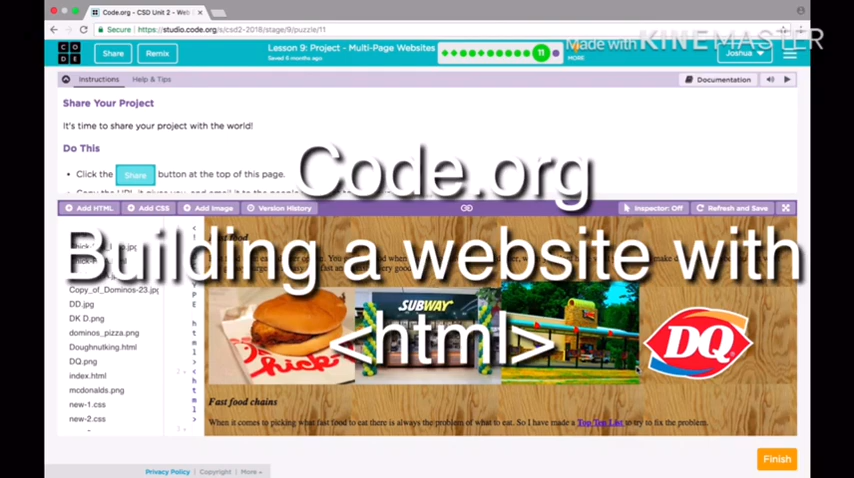 Code.org - CSD Unit 2 - Web
Secure
https://studio.code.org/s/csd2-2018/stage/9/puzzle/11
Made with KINEMASTER
CODE
Share
Remix
Lesson 9: Project - Multi-Page Websites
Saved 6 months ago
11
MORE
Joshua
Instructions
Help & Tips
Documentation
Share Your Project
It's time to share your project with the world!
Do This
Click the Share button at the top of this page.
Code.org
Building a website with
<html>
Add HTML
Add CSS
Add Image
Version History
Inspector: Off
Refresh and Save
Copy_of_Dominos-23.jpg
DD.jpg
DK D.png
dominos_pizza.png
Doughnutking.html
DQ.png
index.html
mcdonalds.png
new-1.css
new-2.css
SUBWAY
DQ
Fast food chains
When it comes to picking what fast food to eat there is always the problem of what to eat. So I have made a Top Ten List to try to fix the problem.
Finish
Privacy Policy | Copyright | More